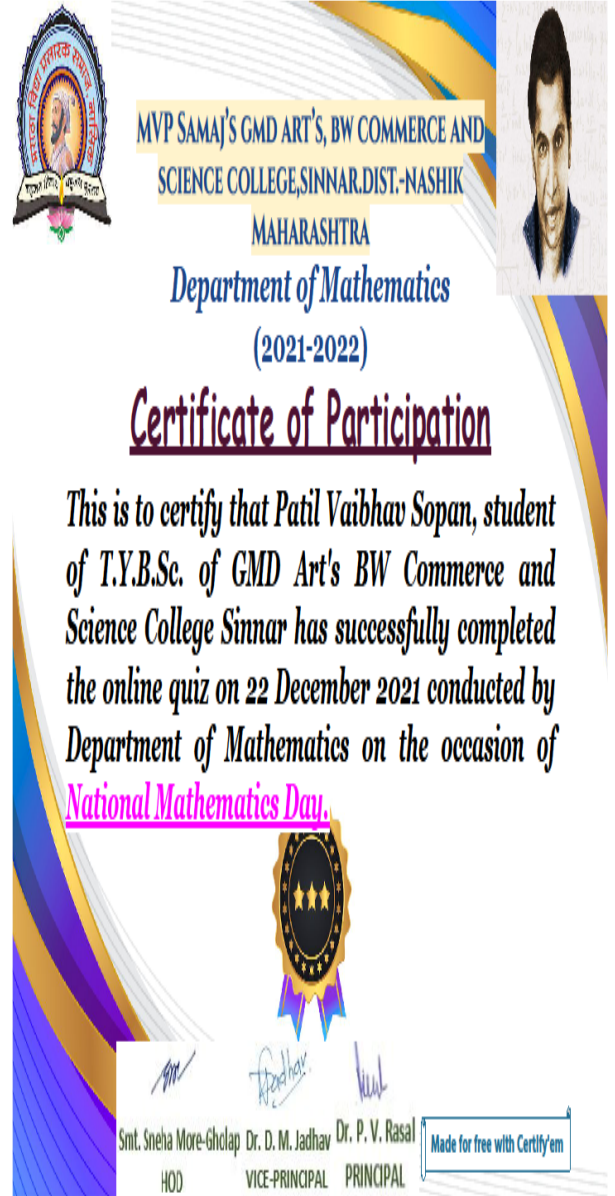 मराठा विद्या प्रसारक समाज, नाशिक
MVP SAMAJ'S GMD ART'S, BW COMMERCE AND
SCIENCE COLLEGE,SINNAR.DIST.-NASHIK
MAHARASHTRA
Department of Mathematics
(2021-2022)
Certificate of Participation
This is to certify that Patil Vaibhav Sopan, student
of T.Y.B.Sc. of GMD Art's BW Commerce and
Science College Sinnar has successfully completed
the online quiz on 22 December 2021 conducted by
Department of Mathematics on the occasion of
National Mathematics Day.
Smt. Sneha More-Gholap Dr. D. M. Jadhav Dr. P. V. Rasal
HOD VICE-PRINCIPAL PRINCIPAL
Made for free with Certify'em